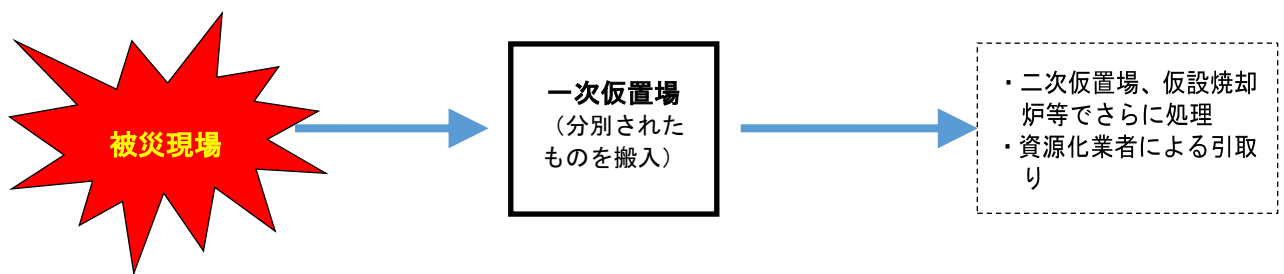 被災現場
一次仮置場
（分別された
ものを搬入）
・二次仮置場、仮設焼却
炉等でさらに処理
・資源化業者による引取
り